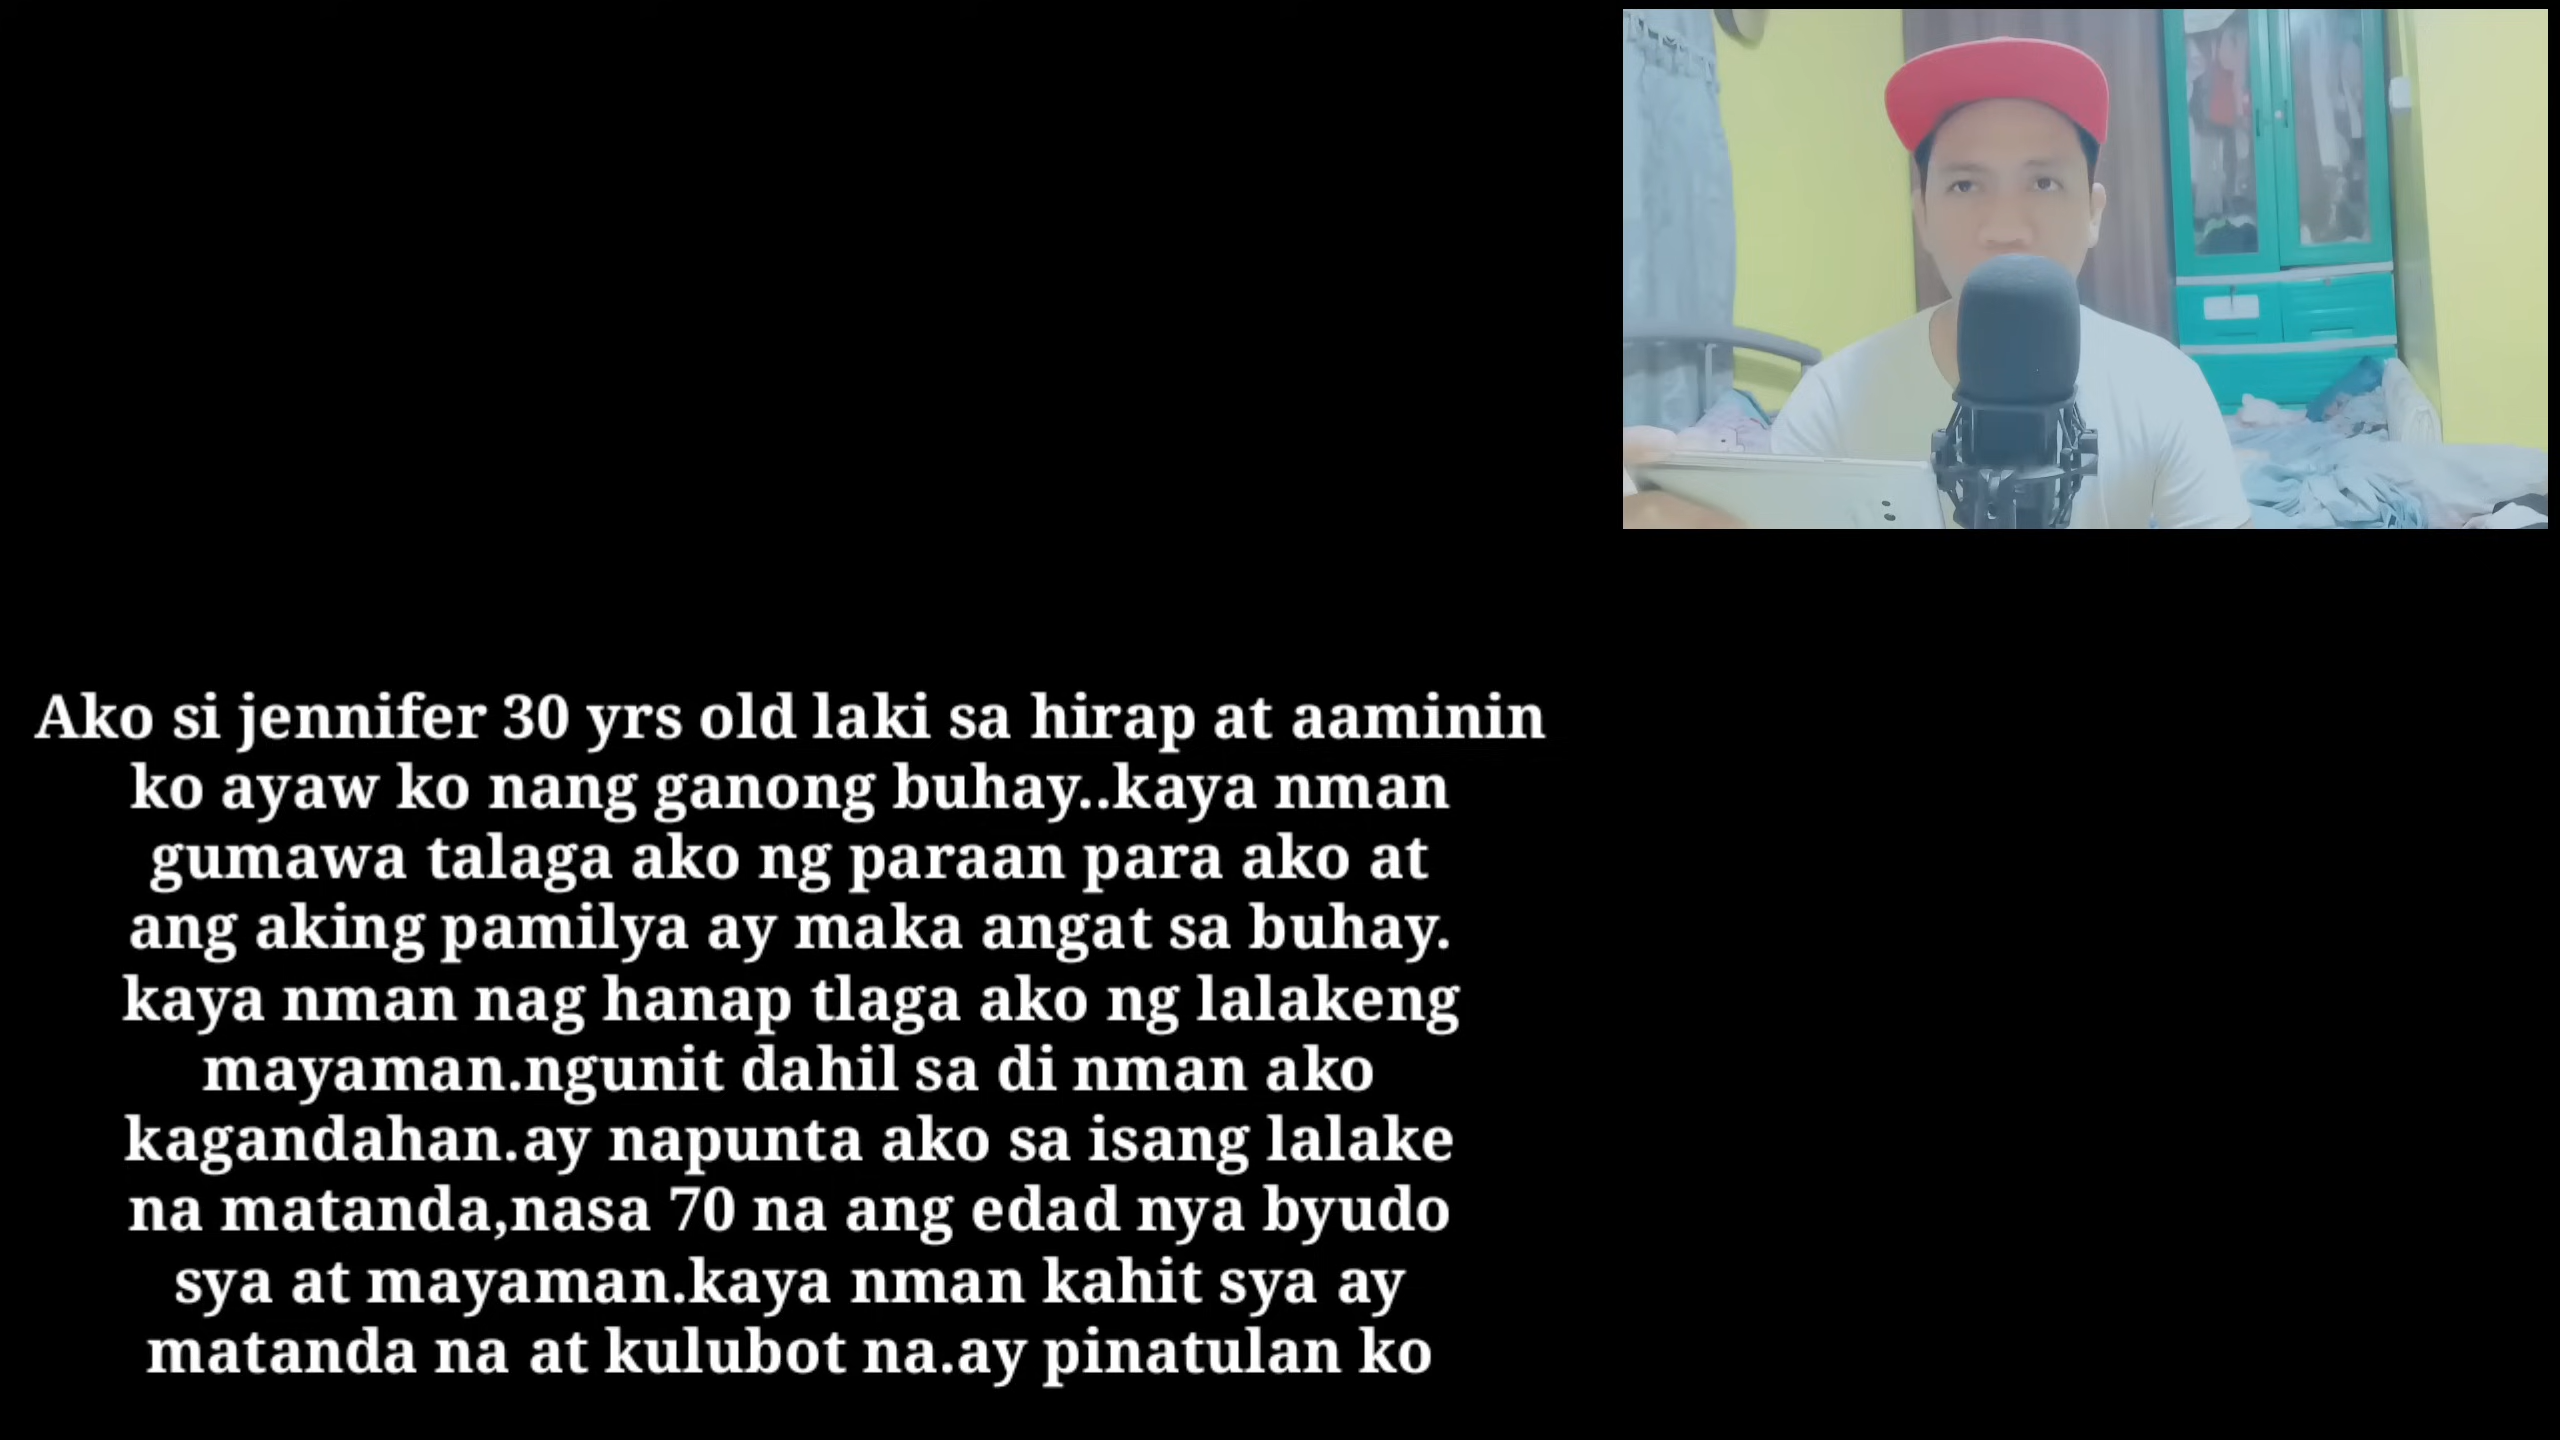 Ako si jennifer 30 yrs old laki sa hirap at aaminin
ko ayaw ko nang ganong buhay..kaya nman
gumawa talaga ako ng paraan para ako at
ang aking pamilya ay maka angat sa buhay.
kaya nman nag hanap tlaga ako ng lalakeng
mayaman.ngunit dahil sa di nman ako
kagandahan.ay napunta ako sa isang lalake
na matanda,nasa 70 na ang edad nya byudo
sya at mayaman.kaya nman kahit sya ay
matanda na at kulubot na.ay pinatulan ko